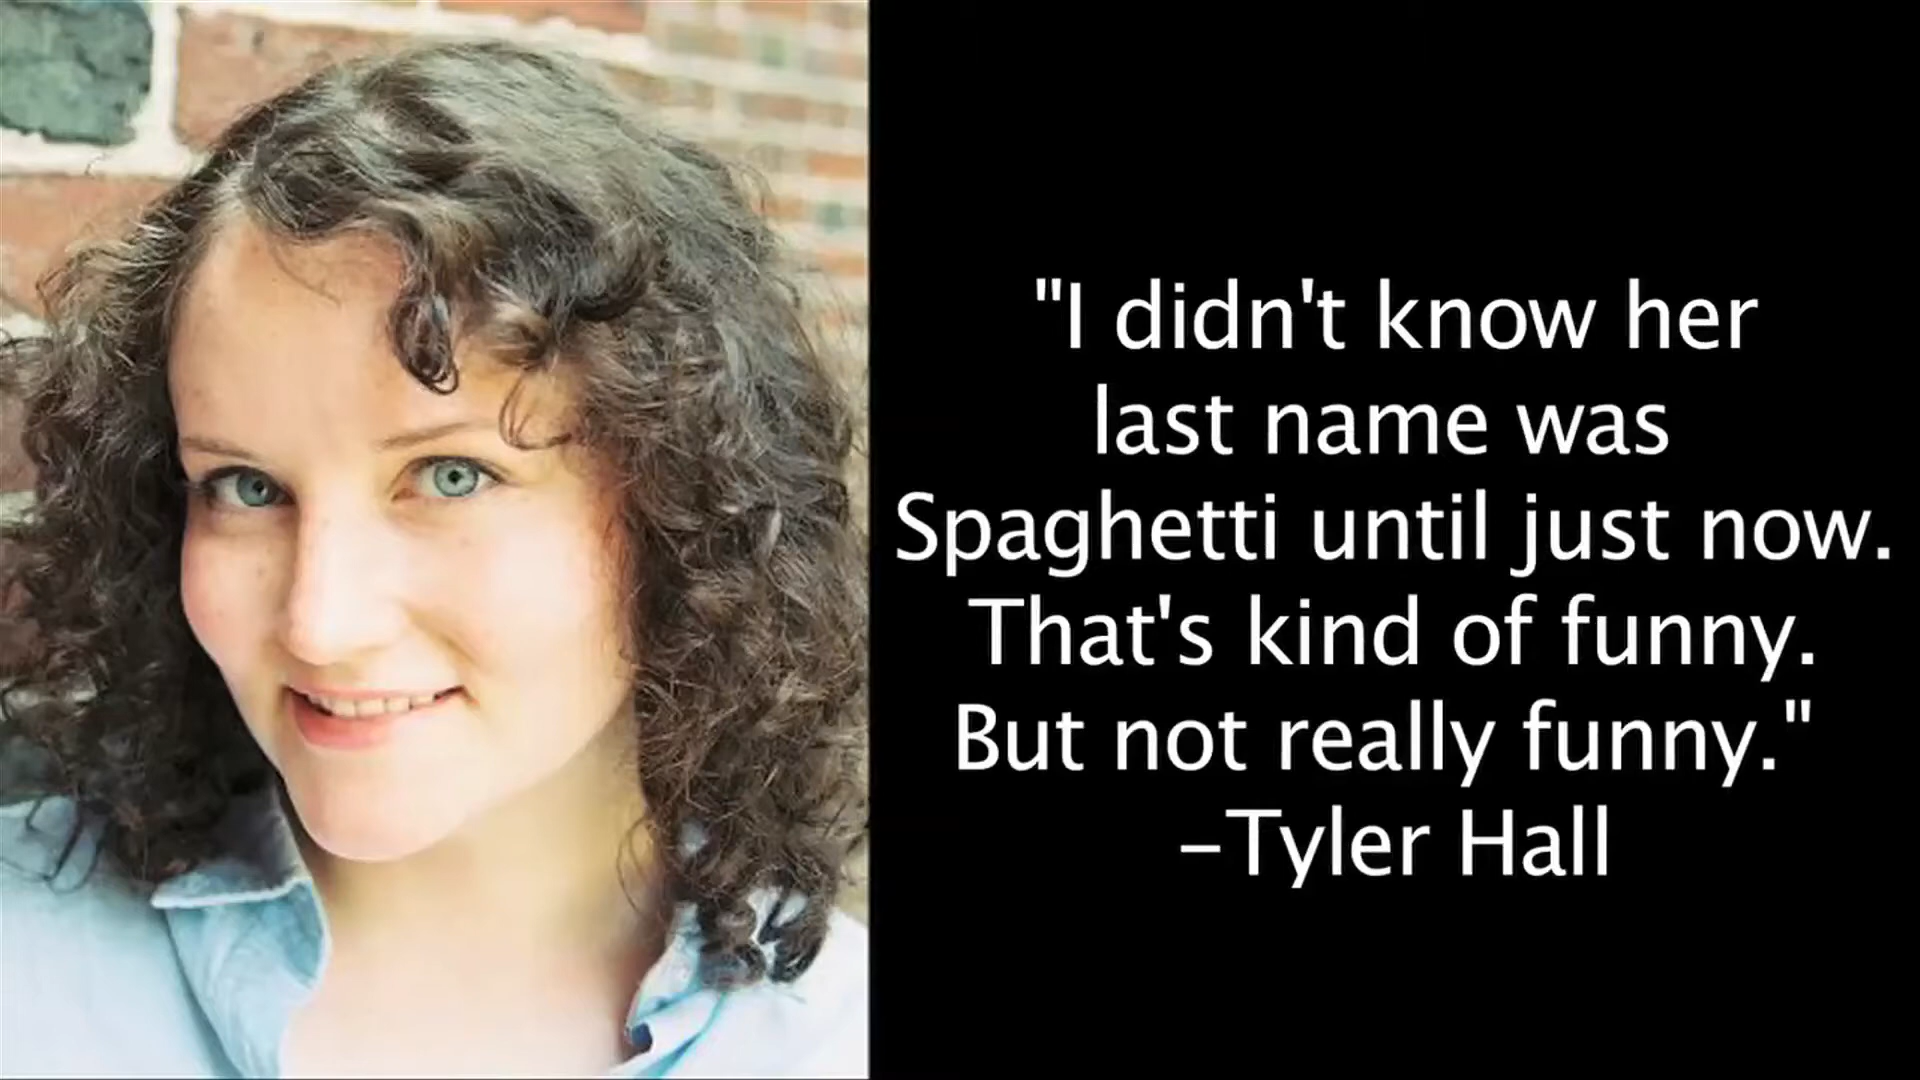 "I didn't know her
last name was
Spaghetti until just now.
That's kind of funny.
But not really funny."
–Tyler Hall